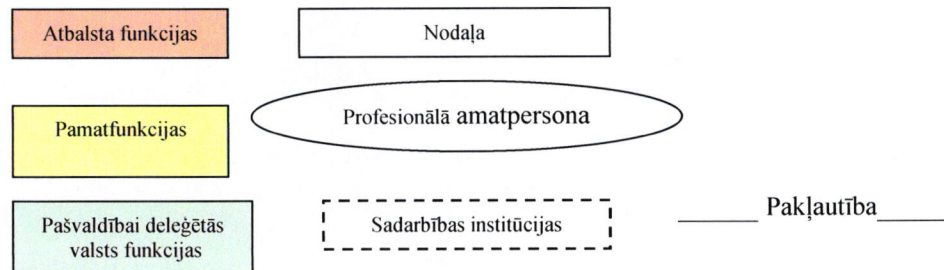 Atbalsta funkcijas
Nodaļa
Pamatfunkcijas
Profesionālā amatpersona
Pašvaldībai deleģētās
valsts funkcijas
Sadarbības institūcijas
Pakļautība